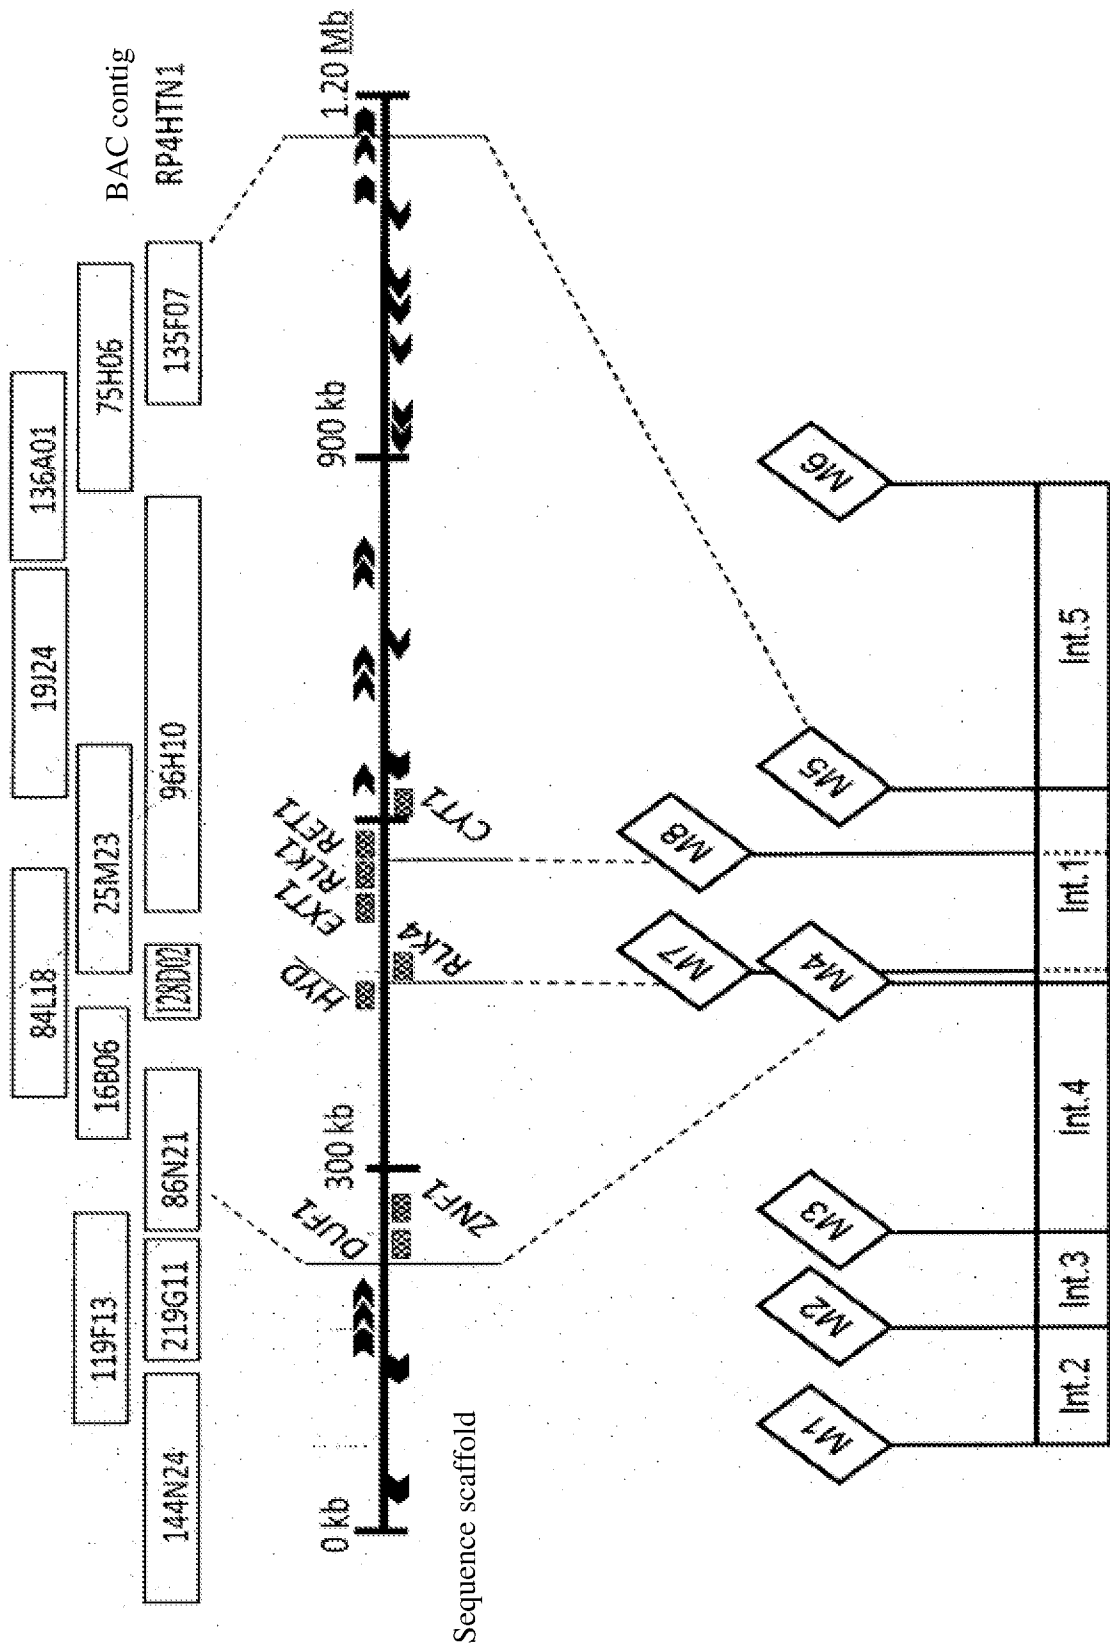 BAC contig
RP4HTN1
84L18
19J24
136A01
119F13
16B06
25M23
75H06
144N24
219G11
86N21
128D02
96H10
135F07
0 kb
300 kb
900 kb
1.20 Mb
DUF1
HYD
EXT1
RLK1
RET1
ZNF1
RLK4
CYT1
Sequence scaffold
M7
M8
M1
M2
M3
M4
M5
M6
Int.2
Int.3
Int.4
Int.1
Int.5